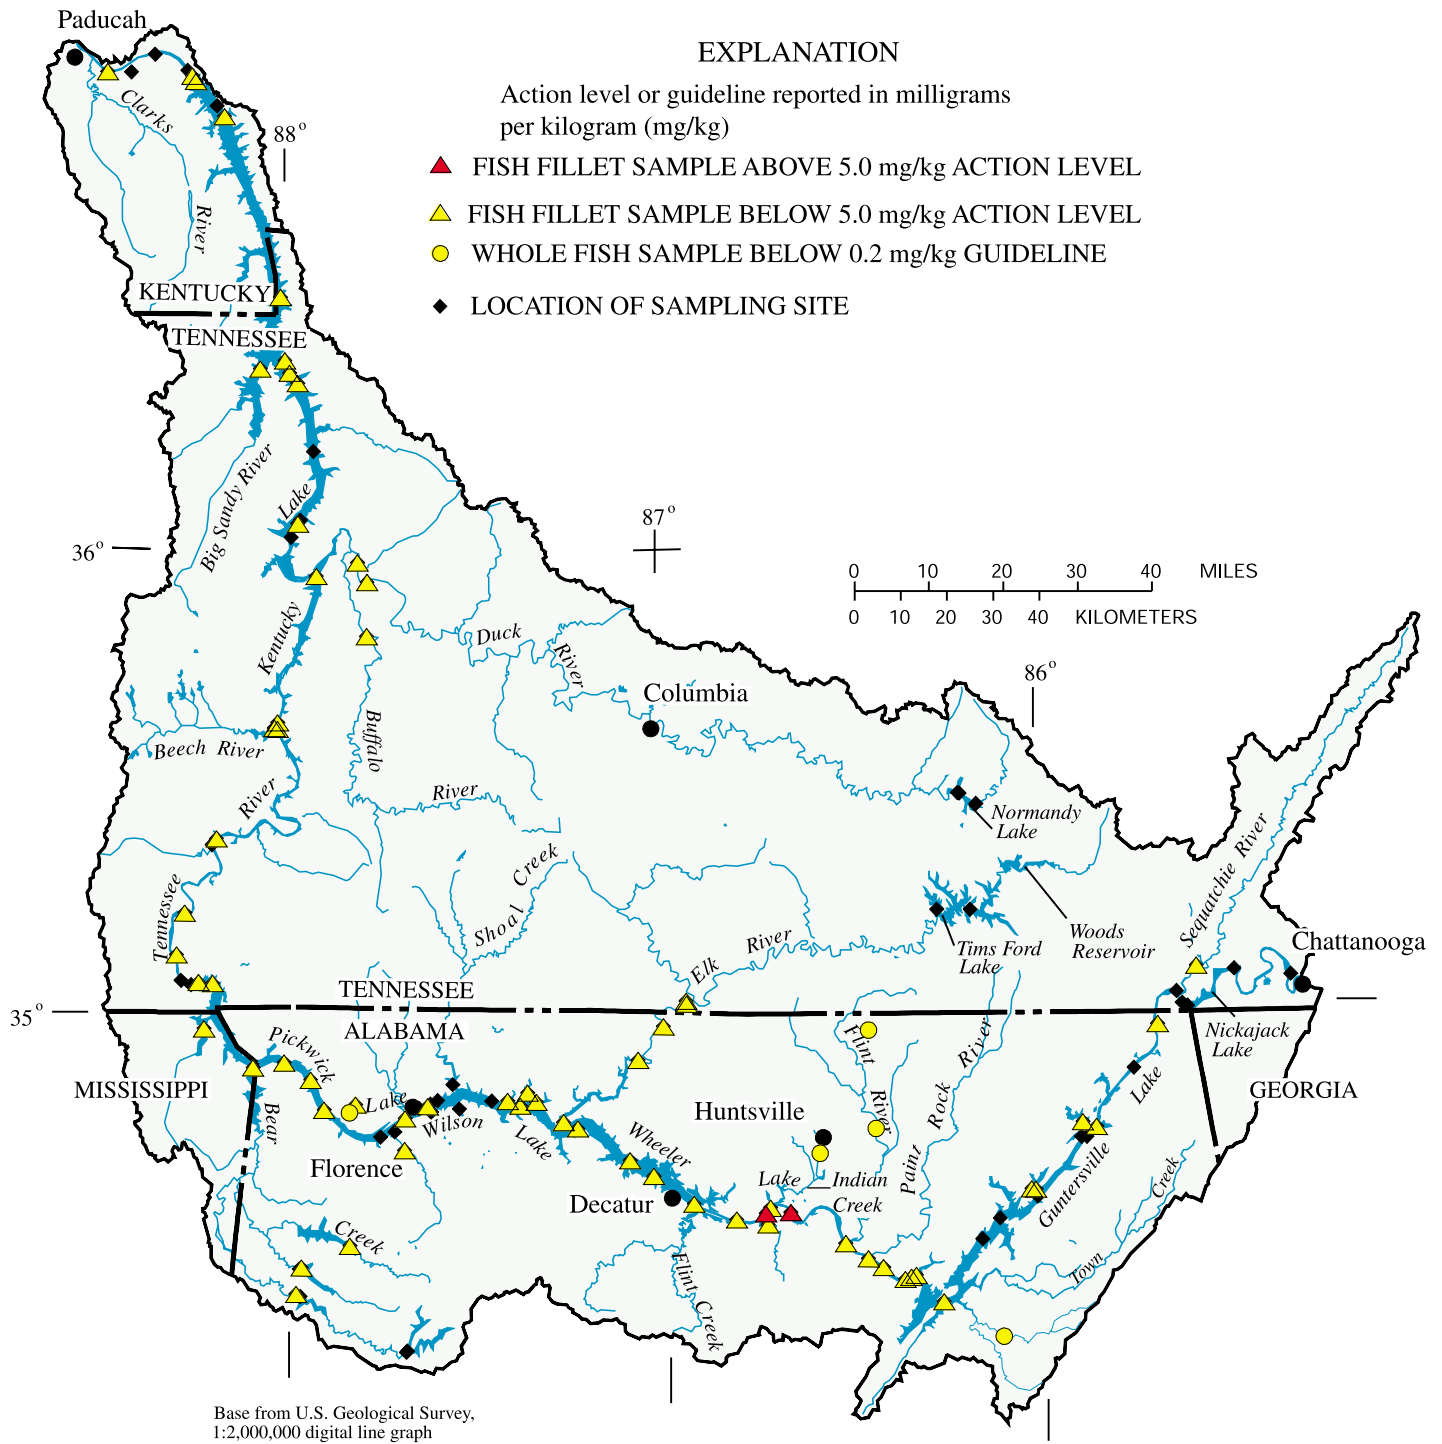 Paducah
EXPLANATION
Action level or guideline reported in milligrams
per kilogram (mg/kg)
FISH FILLET SAMPLE ABOVE 5.0 mg/kg ACTION LEVEL
FISH FILLET SAMPLE BELOW 5.0 mg/kg ACTION LEVEL
WHOLE FISH SAMPLE BELOW 0.2 mg/kg GUIDELINE
LOCATION OF SAMPLING SITE
Clarks
River
88°
KENTUCKY
TENNESSEE
Big Sandy River
Lake
Kentucky
36°
87°
0 10 20 30 40 MILES
0 10 20 30 40 KILOMETERS
Duck
River
86°
Columbia
Buffalo
River
Beech River
River
Tennessee
Normandy
Lake
Shoal Creek
Sequatchie River
Woods
Reservoir
Chattanooga
Tims Ford
Lake
Elk
River
TENNESSEE
ALABAMA
35°
Nickajack
Lake
MISSISSIPPI
GEORGIA
Pickwick
Lake
Bear
Creek
Wilson
Lake
Florence
Wheeler
Lake
Decatur
Huntsville
Indian
Creek
Flint
River
Paint Rock River
Lake
Guntersville
Town
Creek
Flint Creek
Base from U.S. Geological Survey,
1:2,000,000 digital line graph